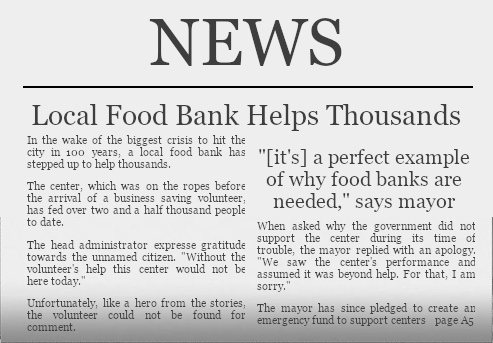 NEWS
Local Food Bank Helps Thousands
In the wake of the biggest crisis to hit the
city in 100 years, a local food bank has
stepped up to help thousands.
The center, which was on the ropes before
the arrival of a business saving volunteer,
has fed over two and a half thousand people
to date.
The head administrator expresse gratitude
towards the unnamed citizen. "Without the
volunteer's help this center would not be
here today."
Unfortunately, like a hero from the stories,
the volunteer could not be found for
comment.
"[it's] a perfect example
of why food banks are
needed," says mayor
When asked why the government did not
support the center during its time of
trouble, the mayor replied with an apology.
"We saw the center's performance and
assumed it was beyond help. For that, I am
sorry."
The mayor has since pledged to create an
emergency fund to support centers page A5